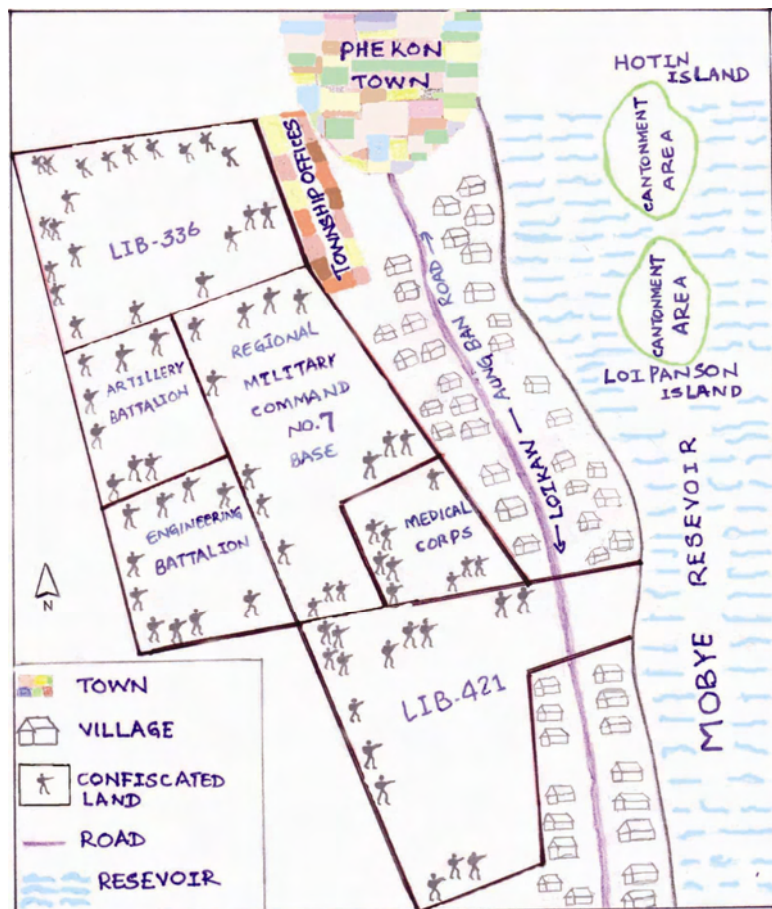 PHEKON
TOWN
HOTIN
ISLAND
CANTONMENT
AREA
TOWNSHIP OFFICES
LIB-336
CANTONMENT
AREA
LOIPANSON
ISLAND
← LOIKAW — AUNG BAN ROAD →
ARTILLERY
BATTALION
REGIONAL
MILITARY
COMMAND
NO.7
BASE
ENGINEERING
BATTALION
MEDICAL
CORPS
MOBYE RESEVOIR
N
LIB-421
TOWN
VILLAGE
CONFISCATED
LAND
ROAD
RESEVOIR